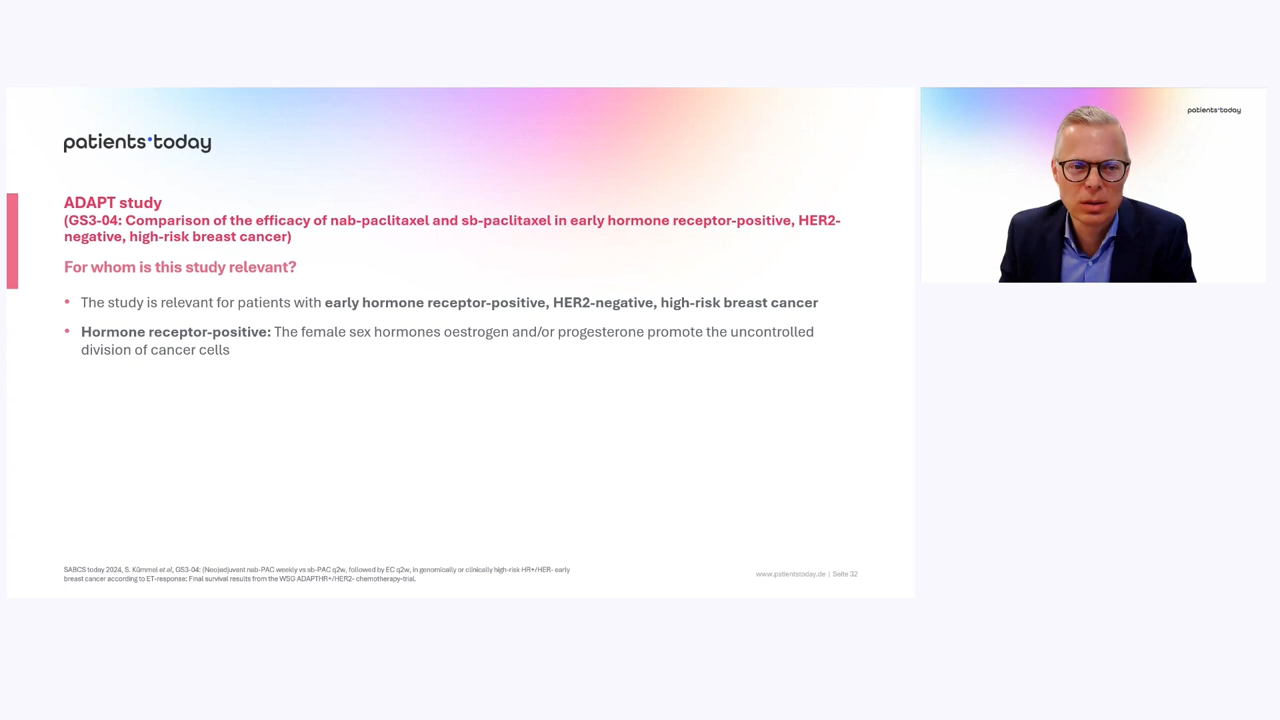 patients•today
ADAPT study
(GS3-04: Comparison of the efficacy of nab-paclitaxel and sb-paclitaxel in early hormone receptor-positive, HER2-
negative, high-risk breast cancer)
For whom is this study relevant?
• The study is relevant for patients with early hormone receptor-positive, HER2-negative, high-risk breast cancer
• Hormone receptor-positive: The female sex hormones oestrogen and/or progesterone promote the uncontrolled
division of cancer cells
SABCS today 2024, S. Kümmel et al, GS3-04: (Neo)adjuvant nab-PAC weekly vs sb-PAC q2w, followed by EC q2w, in genomically or clinically high-risk HR+/HER- early
breast cancer according to ET-response: Final survival results from the WSG ADAPTHR+/HER2- chemotherapy-trial.
www.patientstoday.de | Seite 32
patients•today